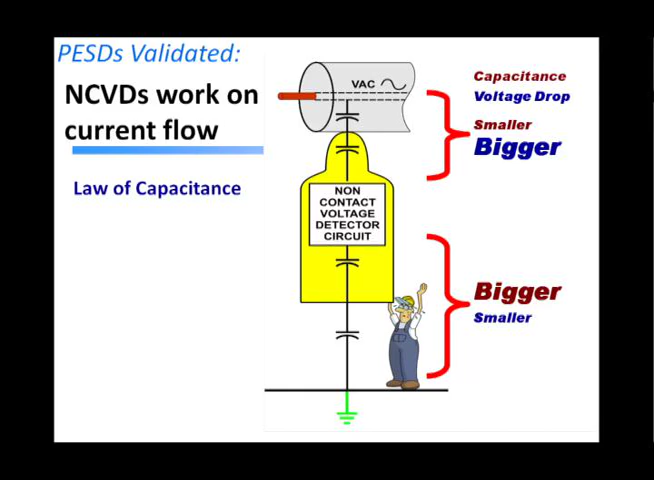 PESDs Validated:
NCVDs work on
current flow
Law of Capacitance
VAC
NON
CONTACT
VOLTAGE
DETECTOR
CIRCUIT
Capacitance
Voltage Drop
Smaller
Bigger
Bigger
Smaller